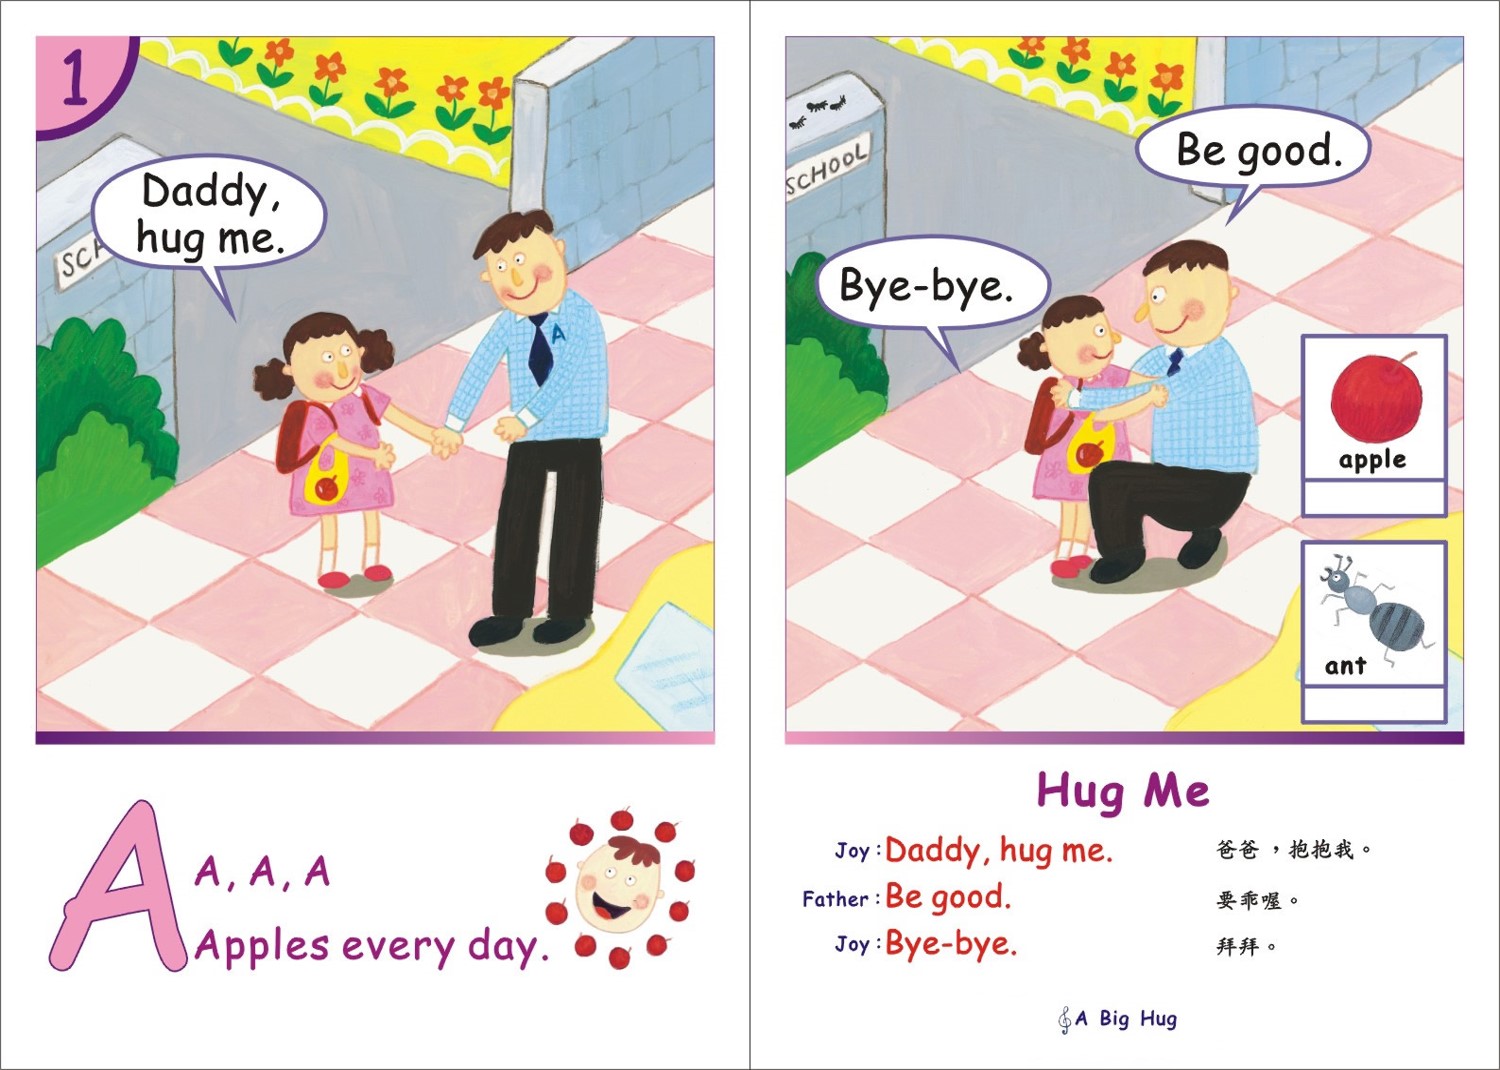 1
Daddy,
hug me.
SCH
A
A
A, A, A
Apples every day.
SCHOOL
Be good.
Bye-bye.
apple
ant
Hug Me
Joy : Daddy, hug me. 爸爸，抱抱我。
Father : Be good. 要乖喔。
Joy : Bye-bye. 拜拜。
A Big Hug